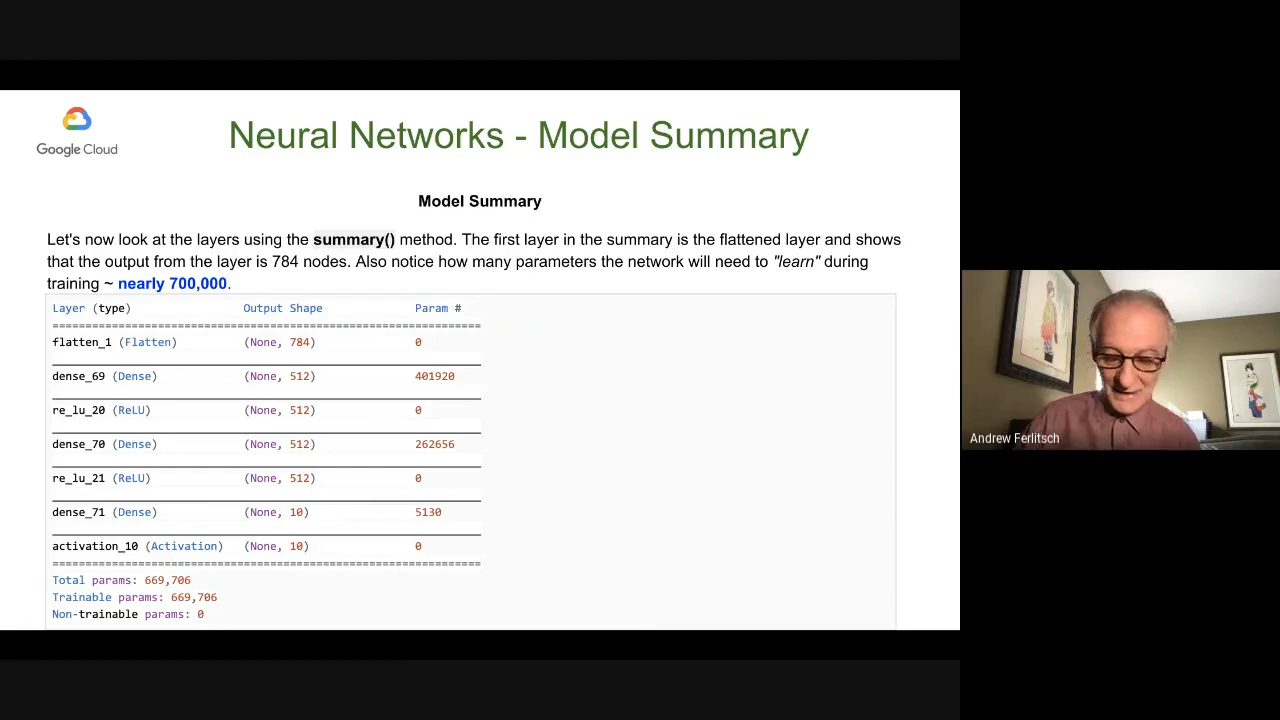 Google Cloud
Neural Networks - Model Summary
Model Summary
Let's now look at the layers using the summary() method. The first layer in the summary is the flattened layer and shows
that the output from the layer is 784 nodes. Also notice how many parameters the network will need to "learn" during
training ~ nearly 700,000.
Layer (type) Output Shape Param #
=================================================================
flatten_1 (Flatten) (None, 784) 0
dense_69 (Dense) (None, 512) 401920
re_lu_20 (ReLU) (None, 512) 0
dense_70 (Dense) (None, 512) 262656
re_lu_21 (ReLU) (None, 512) 0
dense_71 (Dense) (None, 10) 5130
activation_10 (Activation) (None, 10) 0
=================================================================
Total params: 669,706
Trainable params: 669,706
Non-trainable params: 0
Andrew Ferlitsch